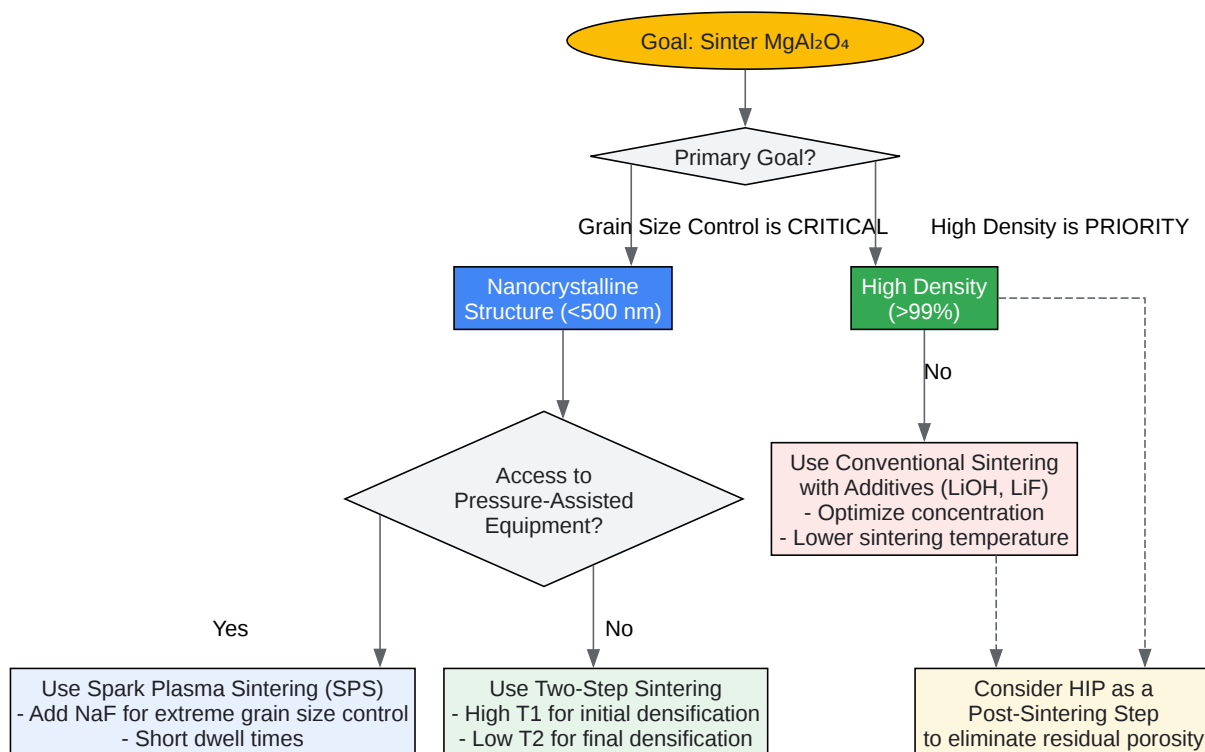 Goal: Sinter MgAl₂O₄
Primary Goal?
Grain Size Control is CRITICAL
High Density is PRIORITY
Nanocrystalline
Structure (<500 nm)
High Density
(>99%)
No
Access to
Pressure-Assisted
Equipment?
Use Conventional Sintering
with Additives (LiOH, LiF)
- Optimize concentration
- Lower sintering temperature
Yes
No
Use Spark Plasma Sintering (SPS)
- Add NaF for extreme grain size control
- Short dwell times
Use Two-Step Sintering
- High T1 for initial densification
- Low T2 for final densification
Consider HIP as a
Post-Sintering Step
to eliminate residual porosity